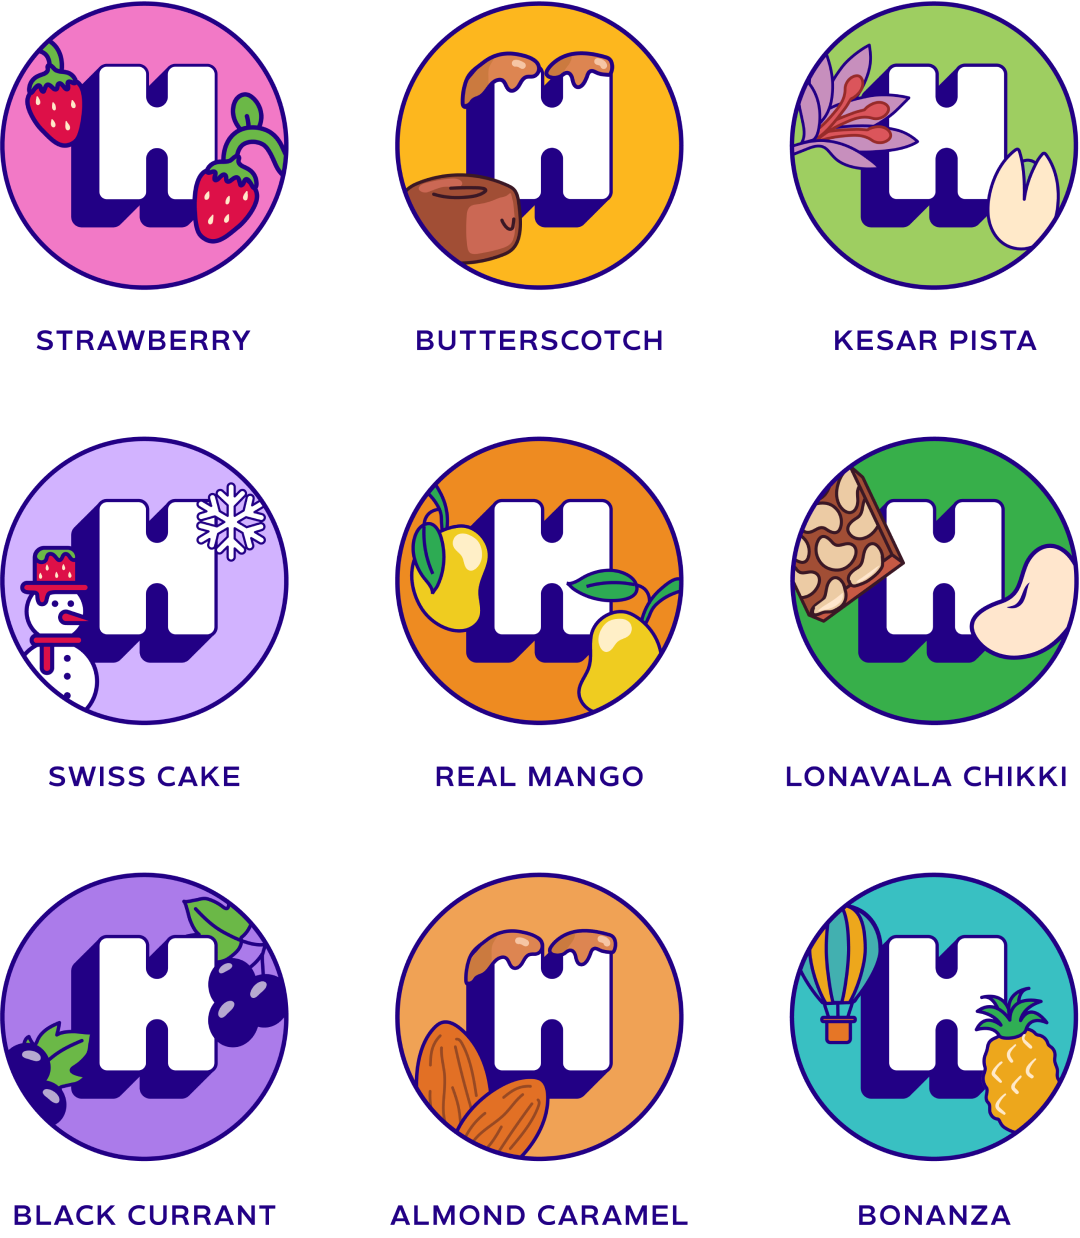 H
H
H
STRAWBERRY
BUTTERSCOTCH
KESAR PISTA
H
H
H
SWISS CAKE
REAL MANGO
LONAVALA CHIKKI
H
H
H
BLACK CURRANT
ALMOND CARAMEL
BONANZA